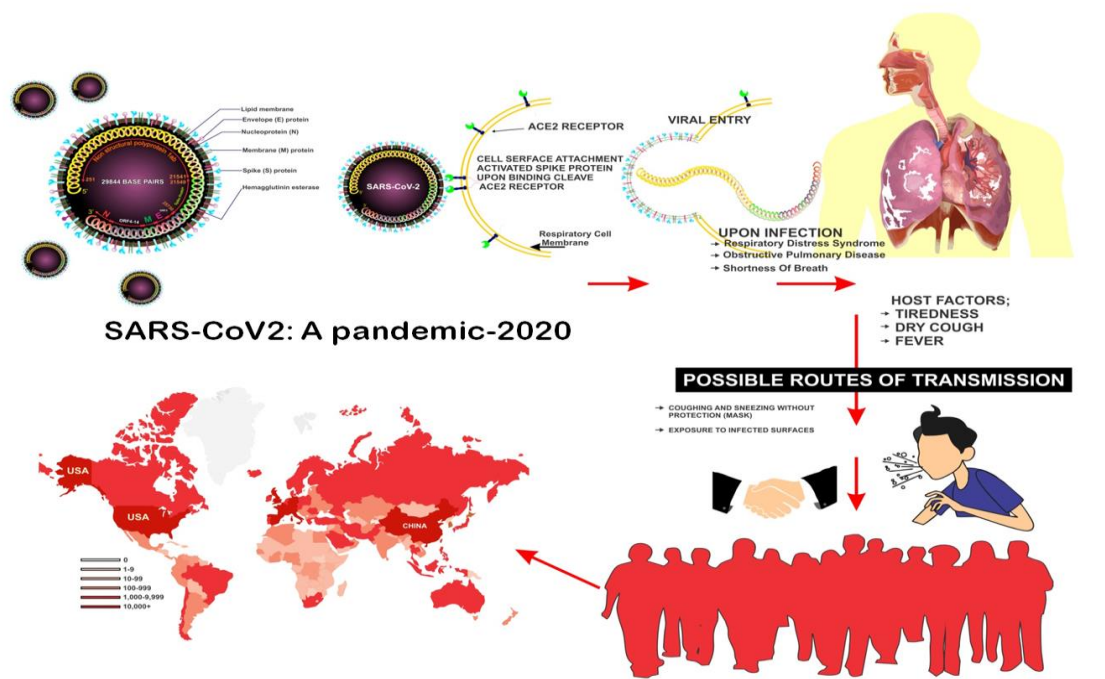 Lipid membrane
Envelope (E) protein
Nucleoprotein (N)
Membrane (M) protein
Spike (S) protein
Hemagglutinin esterase
Non structural polyprotein 1ab
29844 BASE PAIRS
SARS-CoV-2
ACE2 RECEPTOR
CELL SERFACE ATTACHMENT
ACTIVATED SPIKE PROTEIN
UPON BINDING CLEAVE
ACE2 RECEPTOR
Respiratory Cell
Membrane
VIRAL ENTRY
UPON INFECTION
Respiratory Distress Syndrome
Obstructive Pulmonary Disease
Shortness Of Breath
HOST FACTORS;
TIREDNESS
DRY COUGH
FEVER
SARS-CoV2: A pandemic-2020
POSSIBLE ROUTES OF TRANSMISSION
COUGHING AND SNEEZING WITHOUT
PROTECTION (MASK)
EXPOSURE TO INFECTED SURFACES
USA
USA
CHINA
0
1-9
10-99
100-999
1,000-9,999
10,000+